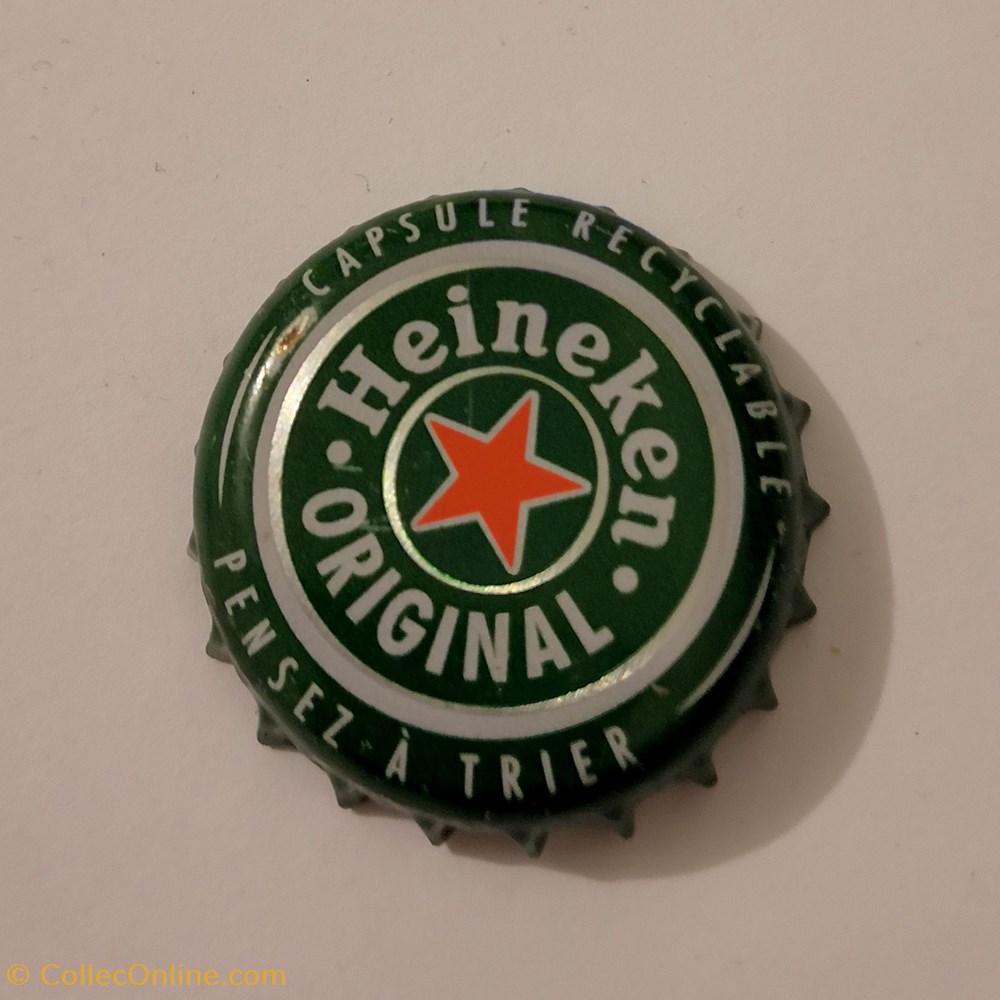 CAPSULE RECYCLABLE
Heineken
ORIGINAL
PENSEZ À TRIER
© CollecOnline.com